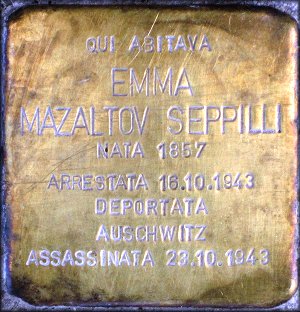 QUI ABITAVA
EMMA
MAZALTOV SEPPILLI
NATA 1857
ARRESTATA 16.10.1943
DEPORTATA
AUSCHWITZ
ASSASSINATA 23.10.1943